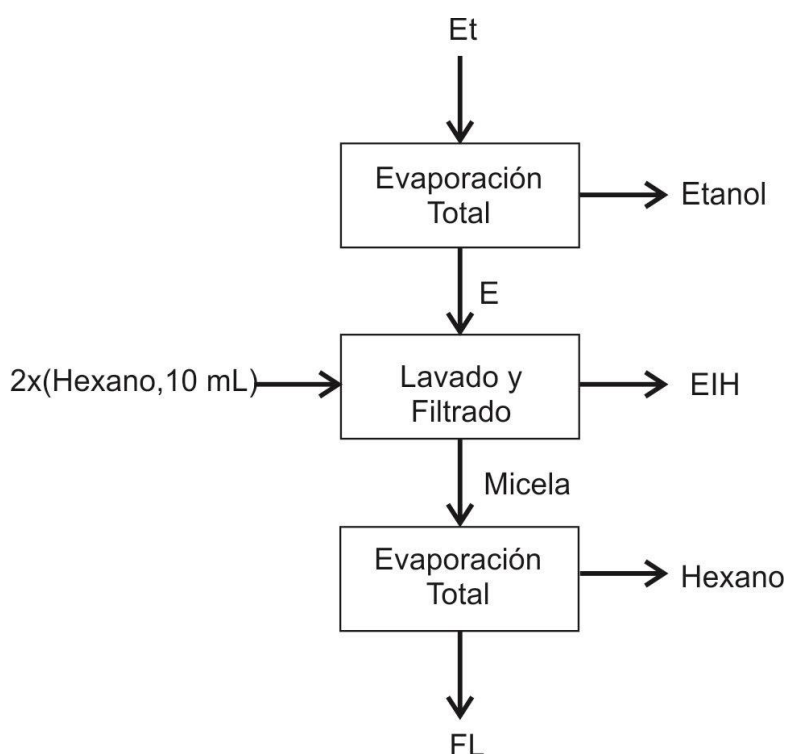 Et
Evaporación
Total
Etanol
E
2x(Hexano,10 mL)
Lavado y
Filtrado
EIH
Micela
Evaporación
Total
Hexano
FL